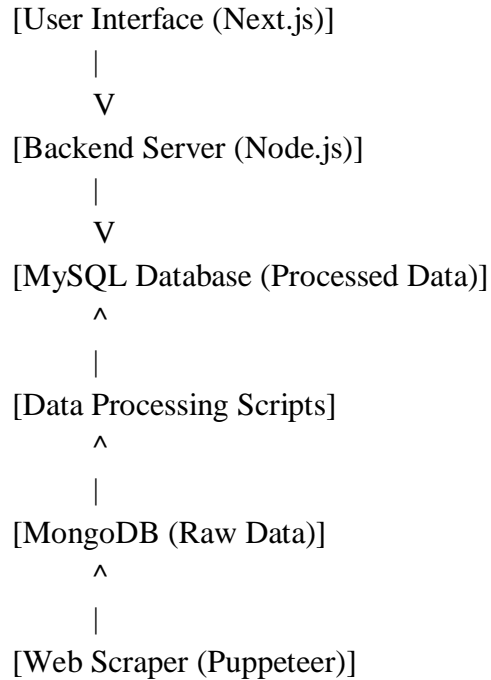 [User Interface (Next.js)]
|
V
[Backend Server (Node.js)]
|
V
[MySQL Database (Processed Data)]
^
|
[Data Processing Scripts]
^
|
[MongoDB (Raw Data)]
^
|
[Web Scraper (Puppeteer)]